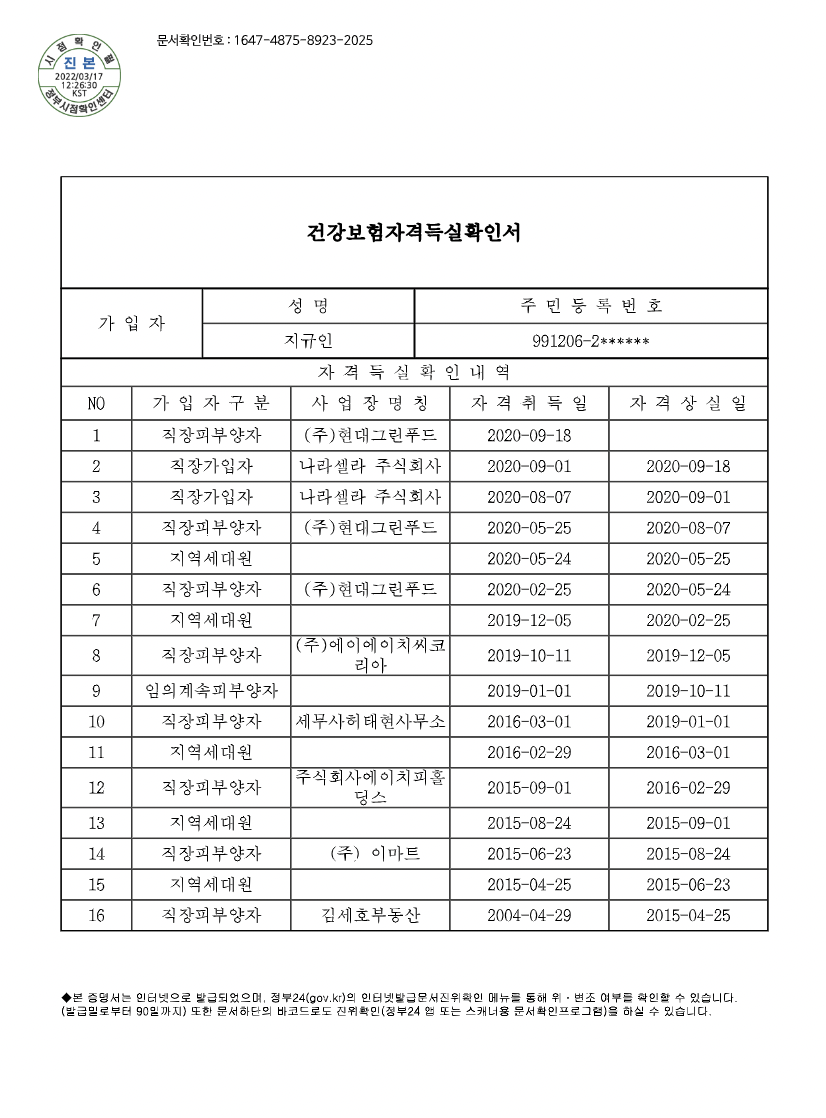 시점확인필
진본
2022/03/17
12:26:30
KST
정부시점확인센터
문서확인번호 : 1647-4875-8923-2025
건강보험자격득실확인서
가 입 자 성 명 주 민 등 록 번 호
지규인 991206-2******
자 격 득 실 확 인 내 역
NO 가 입 자 구 분 사 업 장 명 칭 자 격 취 득 일 자 격 상 실 일
1 직장피부양자 (주)현대그린푸드 2020-09-18
2 직장가입자 나라셀라 주식회사 2020-09-01 2020-09-18
3 직장가입자 나라셀라 주식회사 2020-08-07 2020-09-01
4 직장피부양자 (주)현대그린푸드 2020-05-25 2020-08-07
5 지역세대원 2020-05-24 2020-05-25
6 직장피부양자 (주)현대그린푸드 2020-02-25 2020-05-24
7 지역세대원 2019-12-05 2020-02-25
8 직장피부양자 (주)에이에이치씨코 2019-10-11 2019-12-05
리아
9 임의계속피부양자 2019-01-01 2019-10-11
10 직장피부양자 세무사허태현사무소 2016-03-01 2019-01-01
11 지역세대원 2016-02-29 2016-03-01
12 직장피부양자 주식회사에이치피홀 2015-09-01 2016-02-29
딩스
13 지역세대원 2015-08-24 2015-09-01
14 직장피부양자 (주) 이마트 2015-06-23 2015-08-24
15 지역세대원 2015-04-25 2015-06-23
16 직장피부양자 김세호부동산 2004-04-29 2015-04-25
◆본 증명서는 인터넷으로 발급되었으며, 정부24(gov.kr)의 인터넷발급문서진위확인 메뉴를 통해 위·변조 여부를 확인할 수 있습니다.
(발급일로부터 90일까지) 또한 문서하단의 바코드로도 진위확인(정부24 앱 또는 스캐너용 문서확인프로그램)을 하실 수 있습니다.